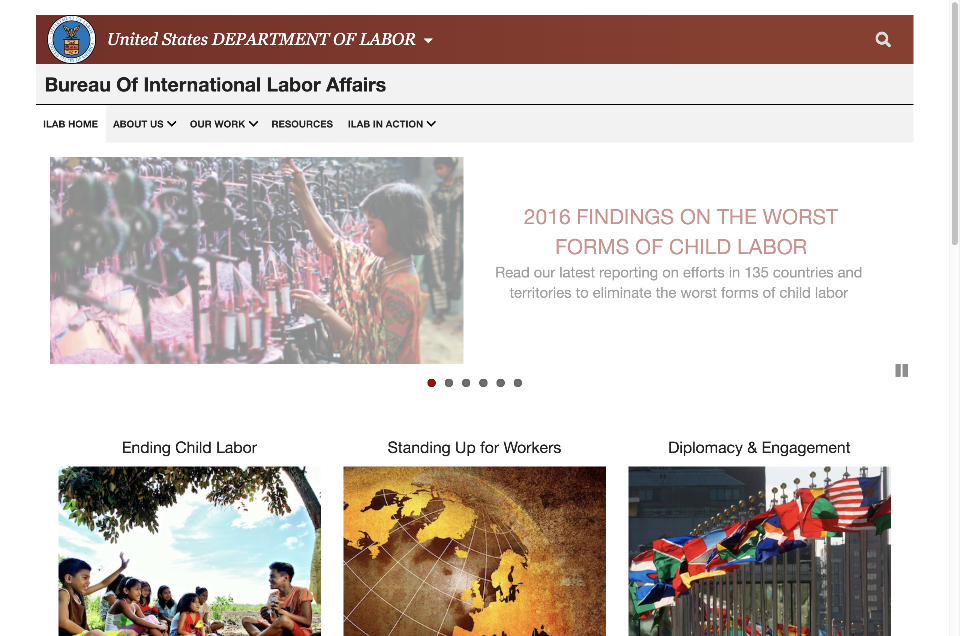 United States DEPARTMENT OF LABOR
Bureau Of International Labor Affairs
ILAB HOME ABOUT US OUR WORK RESOURCES ILAB IN ACTION
2016 FINDINGS ON THE WORST
FORMS OF CHILD LABOR
Read our latest reporting on efforts in 135 countries and
territories to eliminate the worst forms of child labor
Ending Child Labor Standing Up for Workers Diplomacy & Engagement